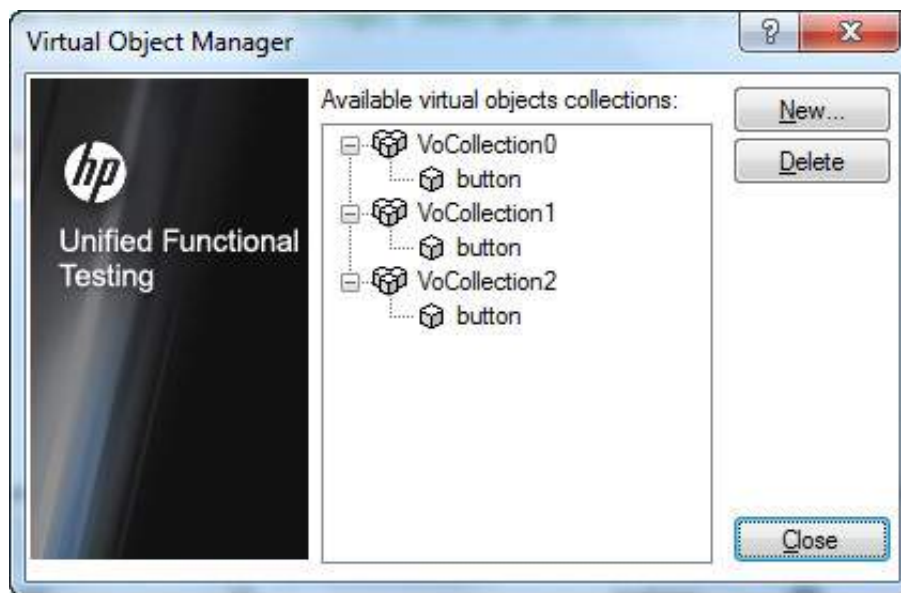 Virtual Object Manager
hp
Unified Functional
Testing
Available virtual objects collections:
VoCollection0
button
VoCollection1
button
VoCollection2
button
New...
Delete
Close